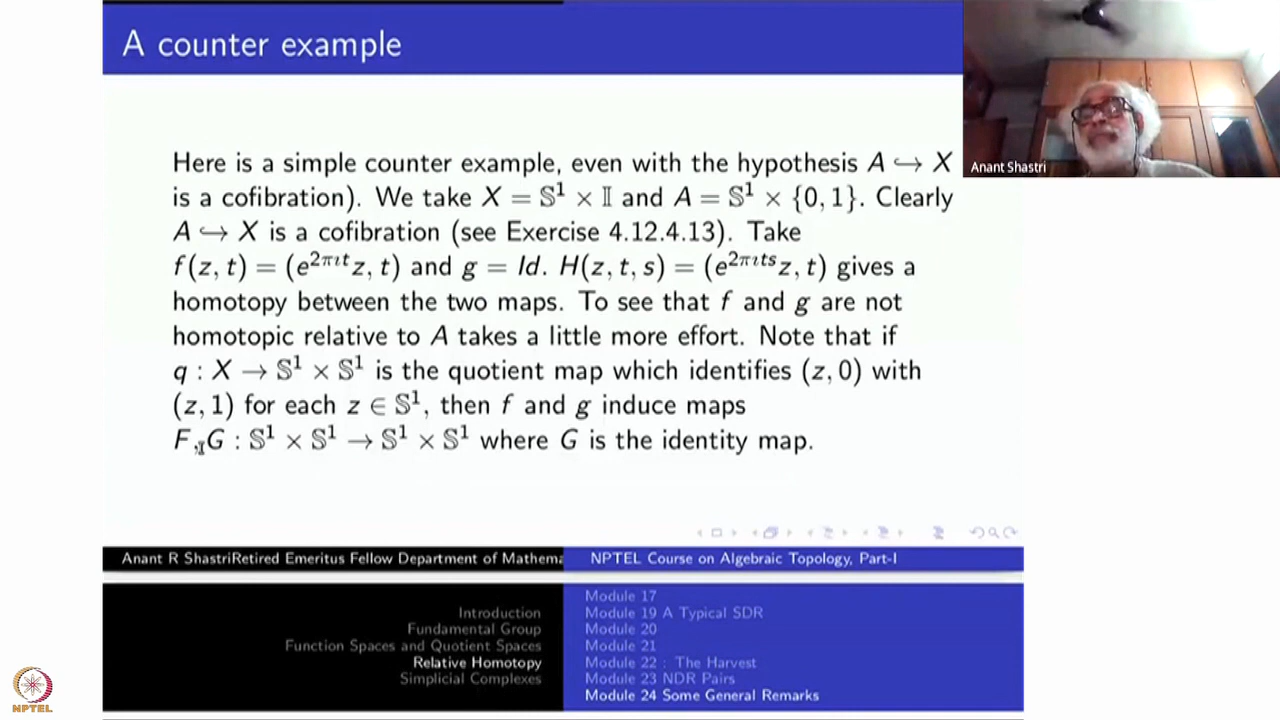 A counter example
Anant Shastri
Here is a simple counter example, even with the hypothesis A ↪ X
is a cofibration). We take X = 𝕊¹ × 𝕀 and A = 𝕊¹ × {0, 1}. Clearly
A ↪ X is a cofibration (see Exercise 4.12.4.13). Take
f(z, t) = (e^{2πıt}z, t) and g = Id. H(z, t, s) = (e^{2πıts}z, t) gives a
homotopy between the two maps. To see that f and g are not
homotopic relative to A takes a little more effort. Note that if
q : X → 𝕊¹ × 𝕊¹ is the quotient map which identifies (z, 0) with
(z, 1) for each z ∈ 𝕊¹, then f and g induce maps
F, G : 𝕊¹ × 𝕊¹ → 𝕊¹ × 𝕊¹ where G is the identity map.
Anant R ShastriRetired Emeritus Fellow Department of Mathema
NPTEL Course on Algebraic Topology, Part-I
Introduction
Fundamental Group
Function Spaces and Quotient Spaces
Relative Homotopy
Simplicial Complexes
Module 17
Module 19 A Typical SDR
Module 20
Module 21
Module 22 : The Harvest
Module 23 NDR Pairs
Module 24 Some General Remarks
NPTEL